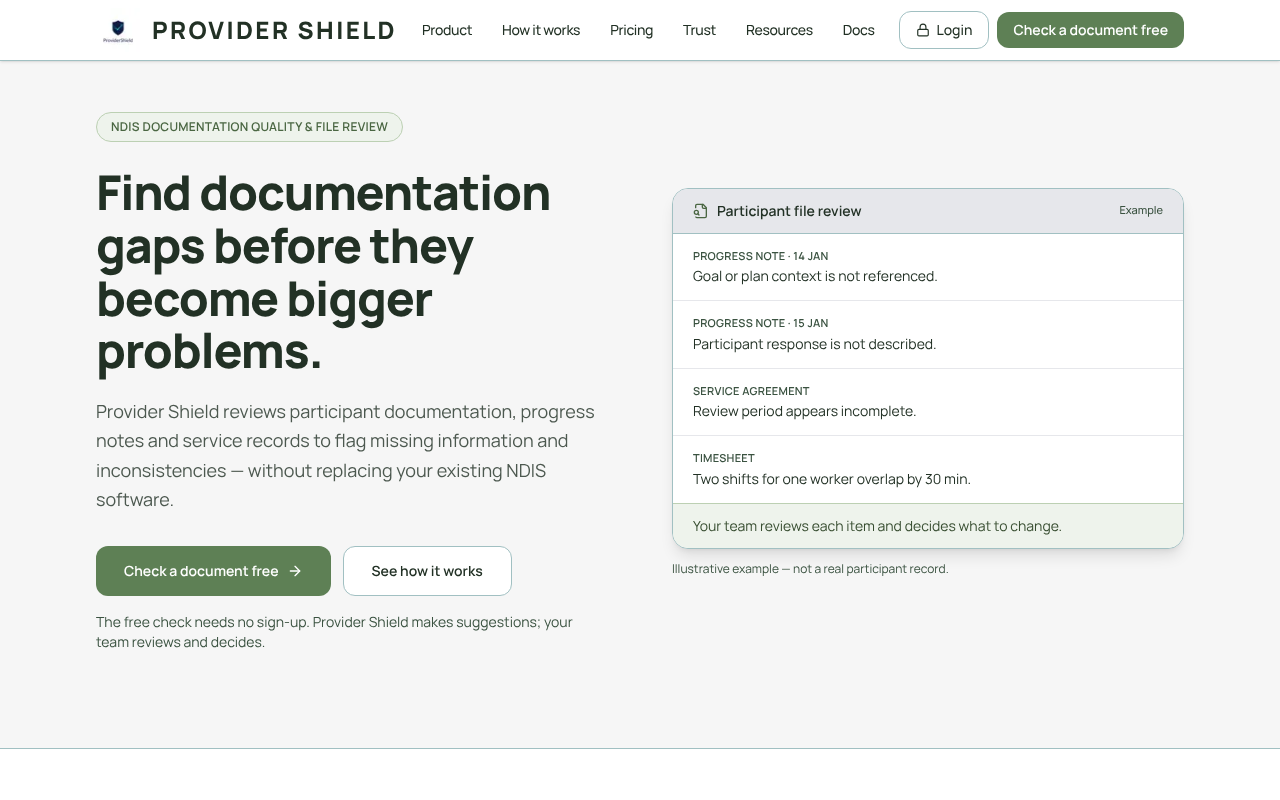 ProviderShield
PROVIDER SHIELD
Product
How it works
Pricing
Trust
Resources
Docs
Login
Check a document free
NDIS DOCUMENTATION QUALITY & FILE REVIEW
Find documentation
gaps before they
become bigger
problems.
Provider Shield reviews participant documentation, progress
notes and service records to flag missing information and
inconsistencies — without replacing your existing NDIS
software.
Check a document free
See how it works
The free check needs no sign-up. Provider Shield makes suggestions; your
team reviews and decides.
Participant file review
Example
PROGRESS NOTE · 14 JAN
Goal or plan context is not referenced.
PROGRESS NOTE · 15 JAN
Participant response is not described.
SERVICE AGREEMENT
Review period appears incomplete.
TIMESHEET
Two shifts for one worker overlap by 30 min.
Your team reviews each item and decides what to change.
Illustrative example — not a real participant record.